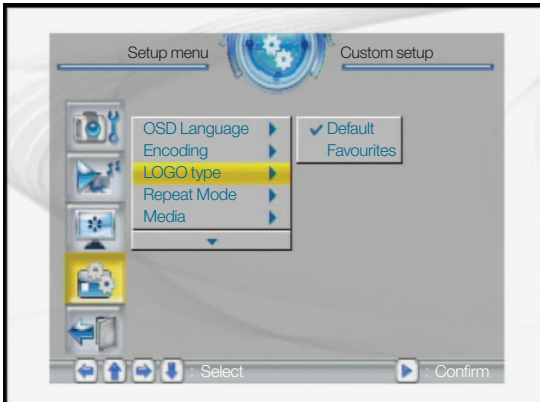 Setup menu Custom setup
OSD Language ✓ Default
Encoding Favourites
LOGO type
Repeat Mode
Media
: Select : Confirm